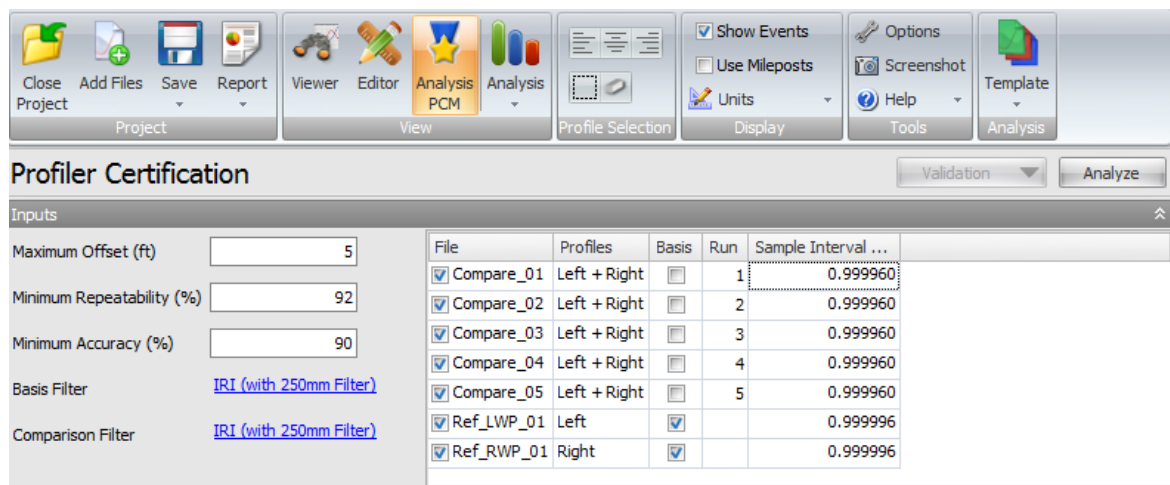 Close Project Add Files Save Report Viewer Editor Analysis PCM Analysis Show Events Use Mileposts Units Options Screenshot Help Template
Project View Profile Selection Display Tools Analysis
Profiler Certification Validation Analyze
Inputs
File Profiles Basis Run Sample Interval ...
Maximum Offset (ft) 5
Minimum Repeatability (%) 92
Minimum Accuracy (%) 90
Basis Filter IRI (with 250mm Filter)
Comparison Filter IRI (with 250mm Filter)
Compare_01 Left + Right 1 0.999960
Compare_02 Left + Right 2 0.999960
Compare_03 Left + Right 3 0.999960
Compare_04 Left + Right 4 0.999960
Compare_05 Left + Right 5 0.999960
Ref_LWP_01 Left 0.999996
Ref_RWP_01 Right 0.999996